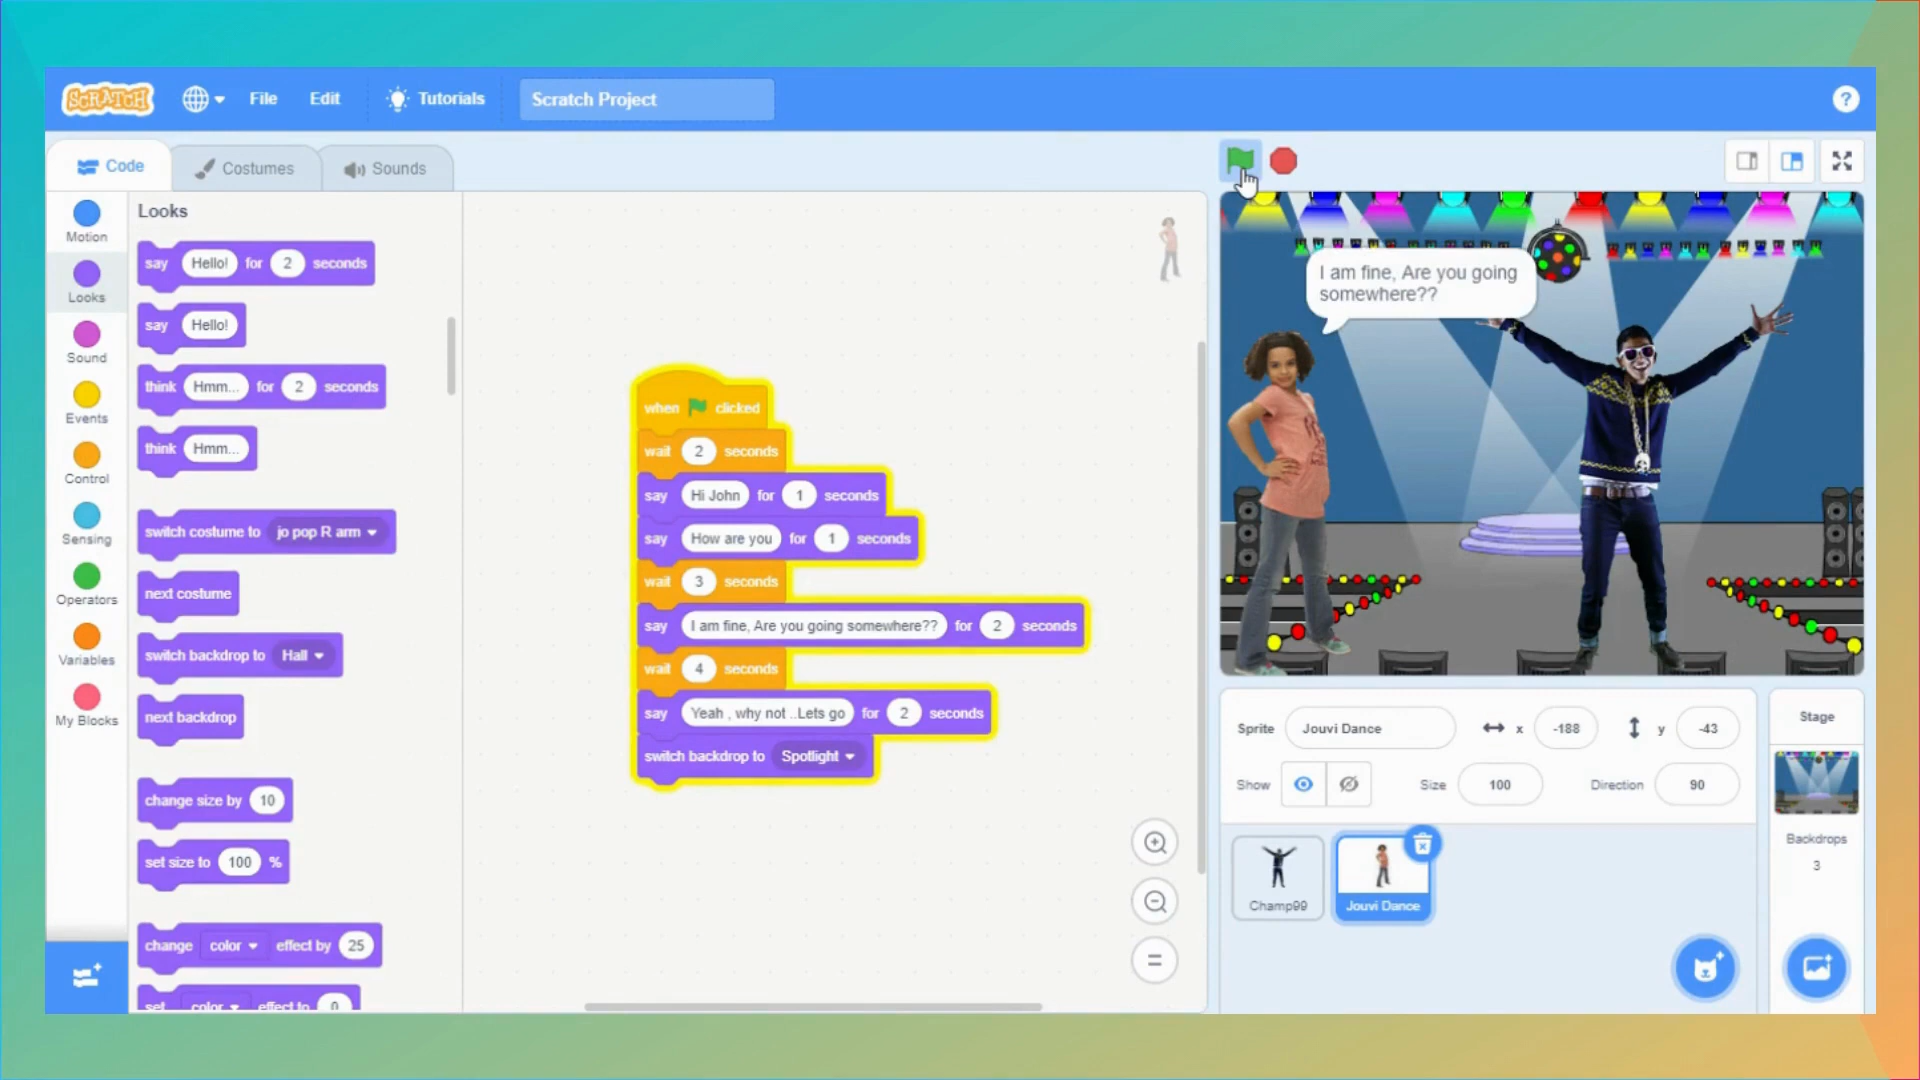 SCRATCH
File
Edit
Tutorials
Scratch Project
?
Code
Costumes
Sounds
Motion
Looks
Sound
Events
Control
Sensing
Operators
Variables
My Blocks
Looks
say Hello! for 2 seconds
say Hello!
think Hmm... for 2 seconds
think Hmm...
switch costume to jo pop R arm
next costume
switch backdrop to Hall
next backdrop
change size by 10
set size to 100 %
change color effect by 25
set color effect to 0
when clicked
wait 2 seconds
say Hi John for 1 seconds
say How are you for 1 seconds
wait 3 seconds
say I am fine, Are you going somewhere?? for 2 seconds
wait 4 seconds
say Yeah , why not ..Lets go for 2 seconds
switch backdrop to Spotlight
I am fine, Are you going
somewhere??
Sprite Jouvi Dance x -188 y -43
Show Size 100 Direction 90
Champ99
Jouvi Dance
Stage
Backdrops
3